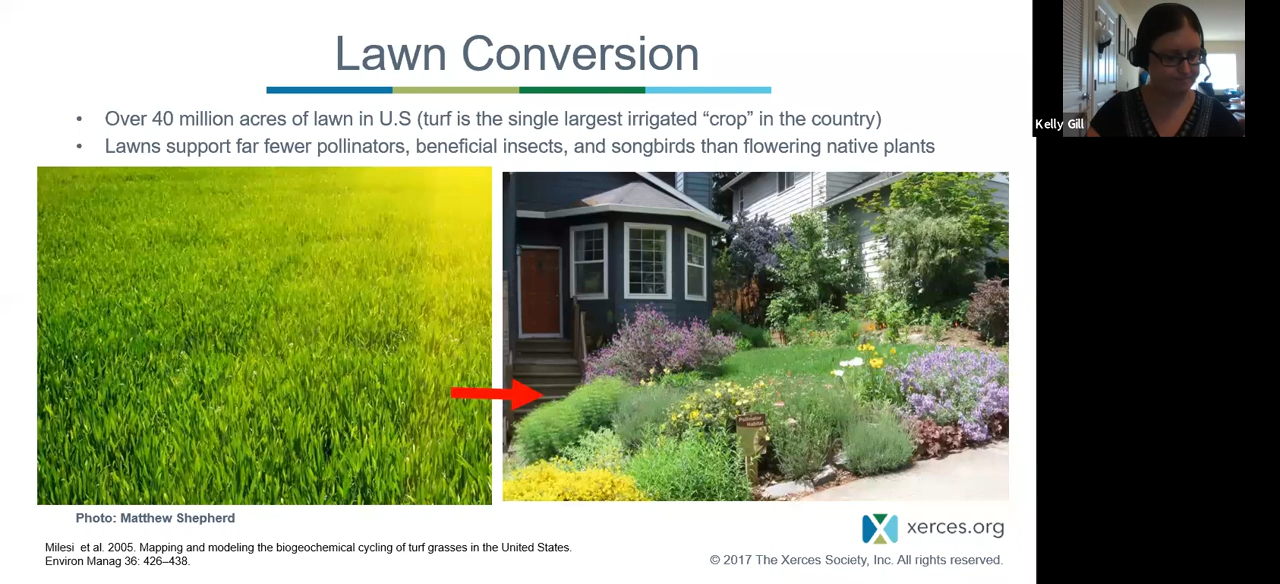 Lawn Conversion
• Over 40 million acres of lawn in U.S (turf is the single largest irrigated “crop” in the country)
• Lawns support far fewer pollinators, beneficial insects, and songbirds than flowering native plants
Kelly Gill
Pollinator
Habitat
Photo: Matthew Shepherd
Milesi et al. 2005. Mapping and modeling the biogeochemical cycling of turf grasses in the United States.
Environ Manag 36: 426–438.
xerces.org
© 2017 The Xerces Society, Inc. All rights reserved.